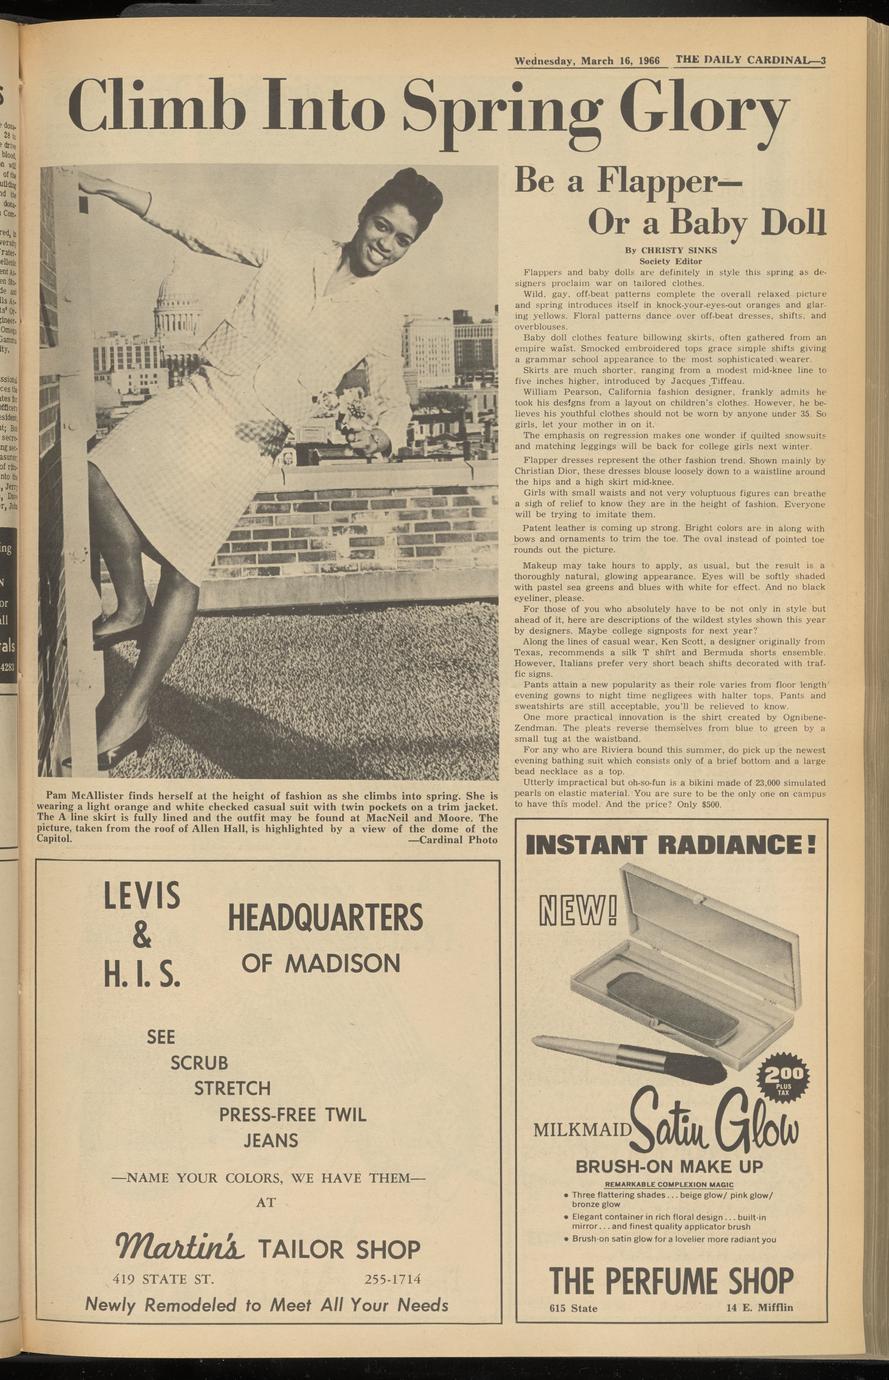 Wednesday, March 16, 1966 THE DAILY CARDINAL—3
Climb Into Spring Glory
Be a Flapper—
Or a Baby Doll
By CHRISTY SINKS
Society Editor
Flappers and baby dolls are definitely in style this spring as de-
signers proclaim war on tailored clothes.
Wild, gay, off-beat patterns complete the overall relaxed picture
and spring introduces itself in knock-your-eyes-out oranges and glar-
ing yellows. Floral patterns dance over off-beat dresses, shifts, and
overblouses.
Baby doll clothes feature billowing skirts, often gathered from an
empire waist. Smocked embroidered tops grace simple shifts giving
a grammar school appearance to the most sophisticated wearer.
Skirts are much shorter, ranging from a modest mid-knee line to
five inches higher, introduced by Jacques Tiffeau.
William Pearson, California fashion designer, frankly admits he
took his designs from a layout on children's clothes. However, he be-
lieves his youthful clothes should not be worn by anyone under 35. So
girls, let your mother in on it.
The emphasis on regression makes one wonder if quilted snowsuits
and matching leggings will be back for college girls next winter.
Flapper dresses represent the other fashion trend. Shown mainly by
Christian Dior, these dresses blouse loosely down to a waistline around
the hips and a high skirt mid-knee.
Girls with small waists and not very voluptuous figures can breathe
a sigh of relief to know they are in the height of fashion. Everyone
will be trying to imitate them.
Patent leather is coming up strong. Bright colors are in along with
bows and ornaments to trim the toe. The oval instead of pointed toe
rounds out the picture.
Makeup may take hours to apply, as usual, but the result is a
thoroughly natural, glowing appearance. Eyes will be softly shaded
with pastel sea greens and blues with white for effect. And no black
eyeliner, please.
For those of you who absolutely have to be not only in style but
ahead of it, here are descriptions of the wildest styles shown this year
by designers. Maybe college signposts for next year?
Along the lines of casual wear, Ken Scott, a designer originally from
Texas, recommends a silk T shirt and Bermuda shorts ensemble.
However, Italians prefer very short beach shifts decorated with traf-
fic signs.
Pants attain a new popularity as their role varies from floor length
evening gowns to night time negligees with halter tops. Pants and
sweatshirts are still acceptable, you'll be relieved to know.
One more practical innovation is the shirt created by Ognibene-
Zendman. The pleats reverse themselves from blue to green by a
small tug at the waistband.
For any who are Riviera bound this summer, do pick up the newest
evening bathing suit which consists only of a brief bottom and a large
bead necklace as a top.
Utterly impractical but oh-so-fun is a bikini made of 23,000 simulated
pearls on elastic material. You are sure to be the only one on campus
to have this model. And the price? Only $500.
Pam McAllister finds herself at the height of fashion as she climbs into spring. She is
wearing a light orange and white checked casual suit with twin pockets on a trim jacket.
The A line skirt is fully lined and the outfit may be found at MacNeil and Moore. The
picture, taken from the roof of Allen Hall, is highlighted by a view of the dome of the
Capitol. —Cardinal Photo
LEVIS
&
H. I. S.
HEADQUARTERS
OF MADISON
SEE
SCRUB
STRETCH
PRESS-FREE TWIL
JEANS
—NAME YOUR COLORS, WE HAVE THEM—
AT
Martin's TAILOR SHOP
419 STATE ST. 255-1714
Newly Remodeled to Meet All Your Needs
INSTANT RADIANCE!
NEW!
2.00
PLUS
TAX
MILKMAID Satin Glow
BRUSH-ON MAKE UP
REMARKABLE COMPLEXION MAGIC
• Three flattering shades...beige glow/ pink glow/
bronze glow
• Elegant container in rich floral design...built-in
mirror...and finest quality applicator brush
• Brush-on satin glow for a lovelier more radiant you
THE PERFUME SHOP
615 State 14 E. Mifflin